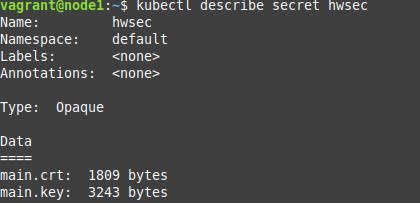 vagrant@node1:~$ kubectl describe secret hwsec
Name:         hwsec
Namespace:    default
Labels:       <none>
Annotations:  <none>

Type:  Opaque

Data
====
main.crt:  1809 bytes
main.key:  3243 bytes